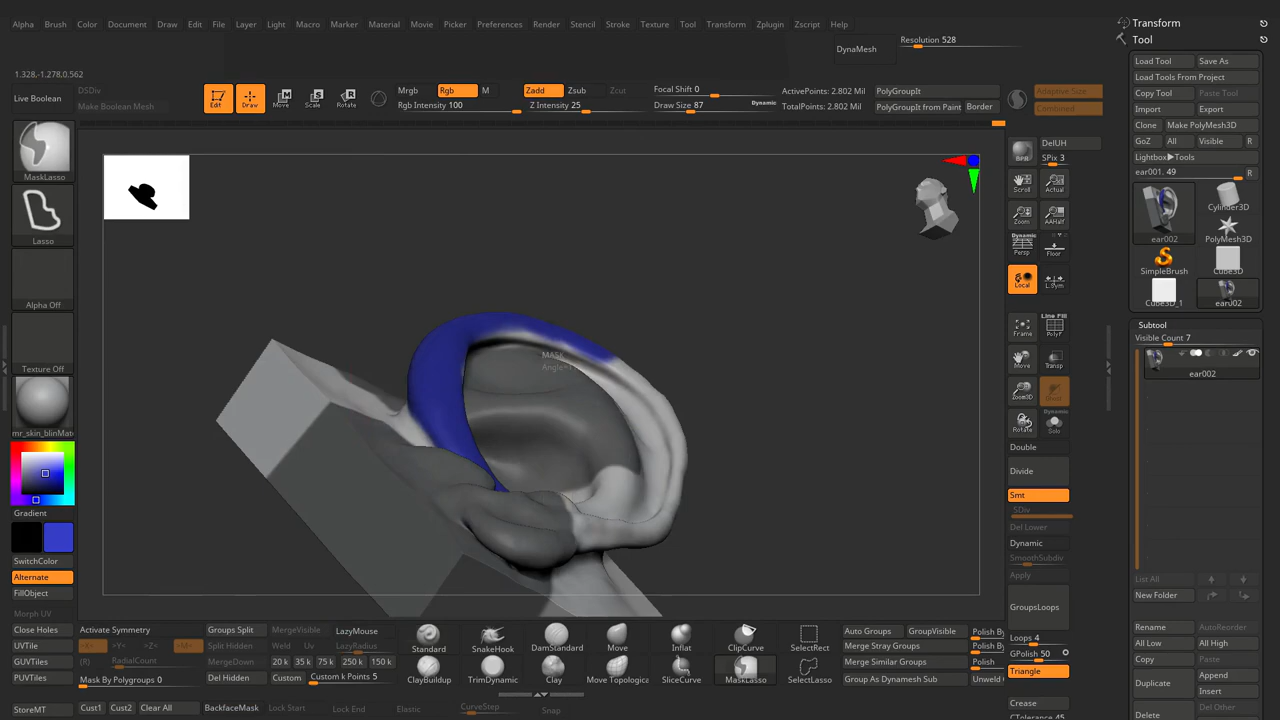 Alpha Brush Color Document Draw Edit File Layer Light Macro Marker Material Movie Picker Preferences Render Stencil Stroke Texture Tool Transform Zplugin Zscript Help
Transform
Tool
DynaMesh
Resolution 528
1.328,-1.278,0.562
Live Boolean
DSDiv
Make Boolean Mesh
Edit
Draw
Move
Scale
Rotate
Mrgb Rgb M
Rgb Intensity 100
Zadd Zsub Zcut
Z Intensity 25
Focal Shift 0
Draw Size 87
Dynamic
ActivePoints: 2.802 Mil
TotalPoints: 2.802 Mil
PolyGroupIt
PolyGroupIt from Paint
Border
Adaptive Size
Combined
Load Tool Save As
Load Tools From Project
Copy Tool Paste Tool
Import Export
Clone Make PolyMesh3D
GoZ All Visible R
Lightbox▶Tools
ear001. 49 R
ear002
Cylinder3D
PolyMesh3D
SimpleBrush
Cube3D
Cube3D_1
ear002
Subtool
Visible Count 7
ear002
List All
New Folder
Rename AutoReorder
All Low All High
Copy Paste
Duplicate
Append
Insert
Delete
Del Other
MaskLasso
Lasso
Alpha Off
Texture Off
mr_skin_blinMate
Gradient
SwitchColor
Alternate
FillObject
Morph UV
Close Holes
UVTile
GUVTiles
PUVTiles
StoreMT
MASK
BPR
DelUH
SPix 3
Scroll Actual
Zoom AAHalf
Dynamic
Persp Floor
Local L.Sym
Line Fill
Frame PolyF
Move Transp
Zoom3D
Dynamic
Rotate Solo
Double
Divide
Smt
SDiv
Del Lower
Dynamic
SmoothSubdiv
Apply
GroupsLoops
Loops 4
GPolish 50
Triangle
Crease
CTolerance 45
Activate Symmetry
>X< >Y< >Z< >M<
(R) RadialCount
Mask By Polygroups 0
Cust1 Cust2 Clear All
Groups Split
Split Hidden
MergeDown
Del Hidden
BackfaceMask
MergeVisible
Weld Uv
20 k 35 k 75 k 250 k 150 k
Custom
Custom k Points 5
LazyMouse
LazyRadius
Lock Start Lock End Elastic CurveStep Snap
Standard SnakeHook DamStandard Move Inflat ClipCurve SelectRect
ClayBuildup TrimDynamic Clay Move Topologica SliceCurve MaskLasso SelectLasso
Auto Groups GroupVisible
Merge Stray Groups
Merge Similar Groups
Group As Dynamesh Sub
Polish By
Polish By
Polish
Unweld